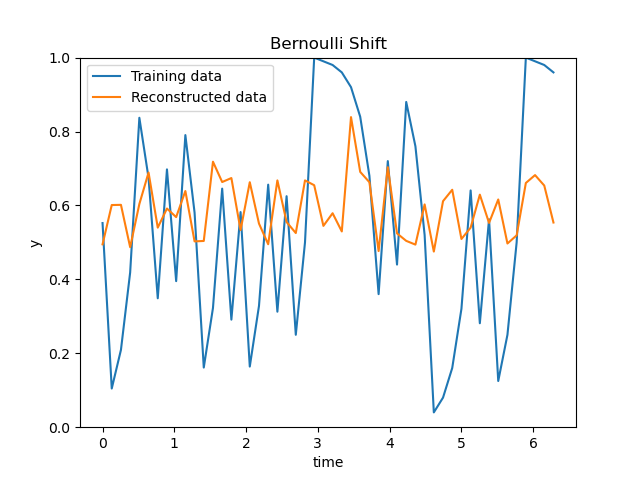 Bernoulli Shift
Training data
Reconstructed data
1.0
0.8
0.6
0.4
0.2
0.0
y
0 1 2 3 4 5 6
time